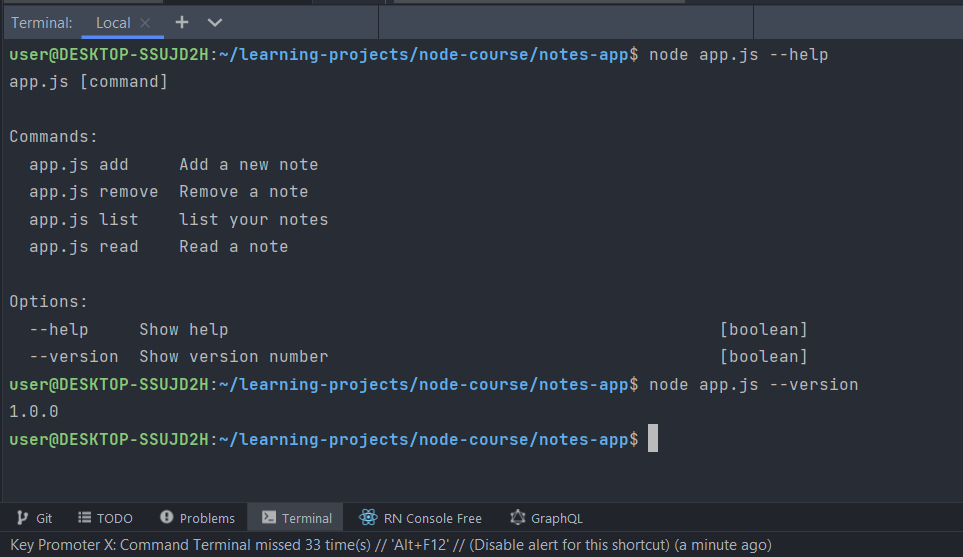 Terminal: Local × + 
user@DESKTOP-SSUJD2H:~/learning-projects/node-course/notes-app$ node app.js --help
app.js [command]
Commands:
app.js add     Add a new note
app.js remove  Remove a note
app.js list    list your notes
app.js read    Read a note
Options:
--help     Show help                                                 [boolean]
--version  Show version number                                       [boolean]
user@DESKTOP-SSUJD2H:~/learning-projects/node-course/notes-app$ node app.js --version
1.0.0
user@DESKTOP-SSUJD2H:~/learning-projects/node-course/notes-app$
Git TODO Problems Terminal RN Console Free GraphQL
Key Promoter X: Command Terminal missed 33 time(s) // 'Alt+F12' // (Disable alert for this shortcut) (a minute ago)